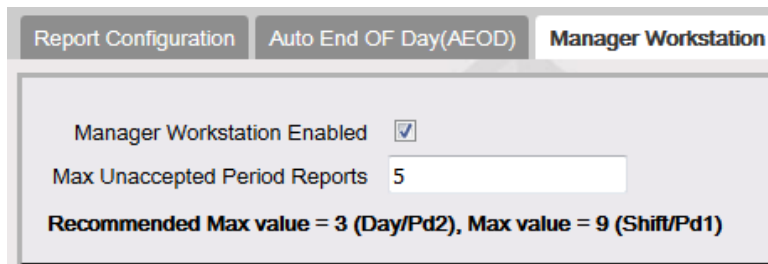 Report Configuration Auto End OF Day(AEOD) Manager Workstation
Manager Workstation Enabled
Max Unaccepted Period Reports 5
Recommended Max value = 3 (Day/Pd2), Max value = 9 (Shift/Pd1)